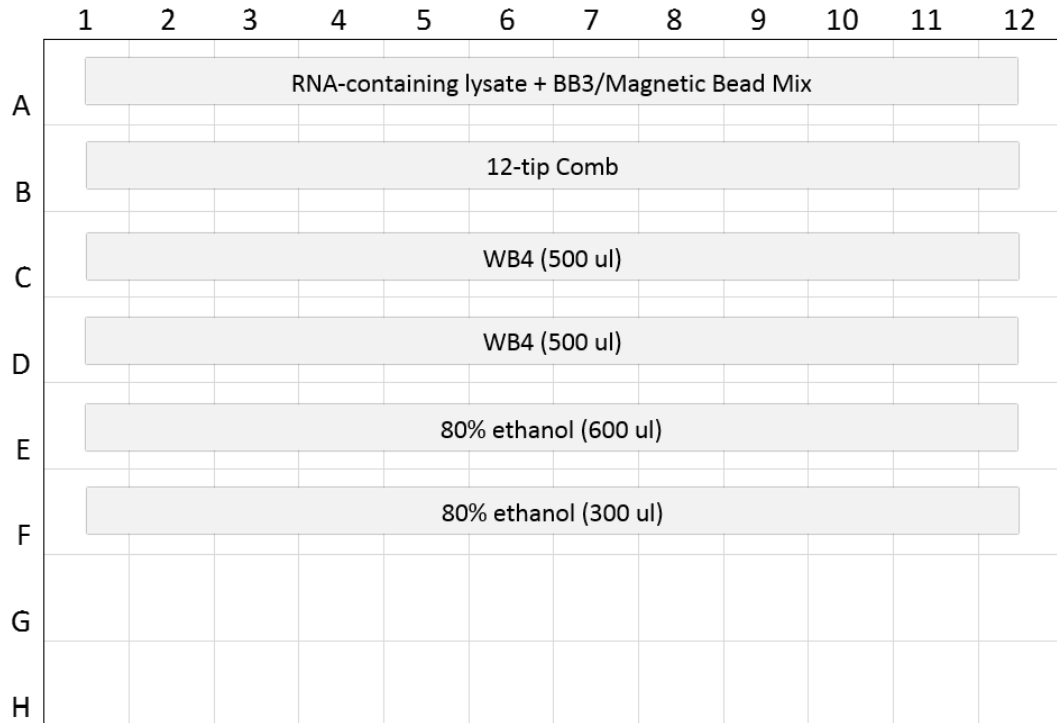 1 2 3 4 5 6 7 8 9 10 11 12
A RNA-containing lysate + BB3/Magnetic Bead Mix
B 12-tip Comb
C WB4 (500 ul)
D WB4 (500 ul)
E 80% ethanol (600 ul)
F 80% ethanol (300 ul)
G
H